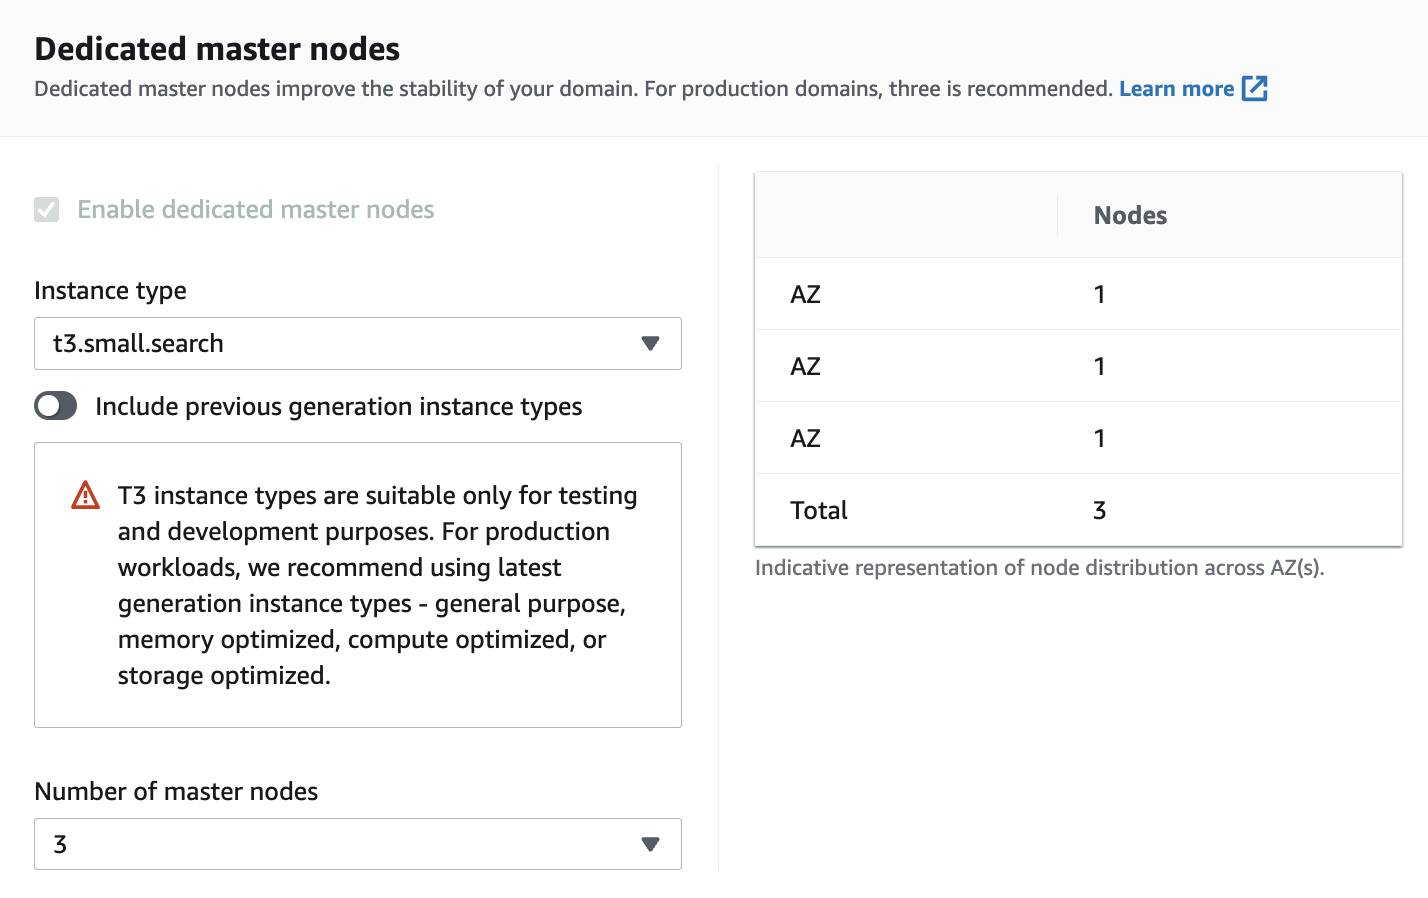 Dedicated master nodes
Dedicated master nodes improve the stability of your domain. For production domains, three is recommended. Learn more
Enable dedicated master nodes
Instance type
t3.small.search
Include previous generation instance types
T3 instance types are suitable only for testing
and development purposes. For production
workloads, we recommend using latest
generation instance types - general purpose,
memory optimized, compute optimized, or
storage optimized.
Number of master nodes
3
Nodes
AZ 1
AZ 1
AZ 1
Total 3
Indicative representation of node distribution across AZ(s).